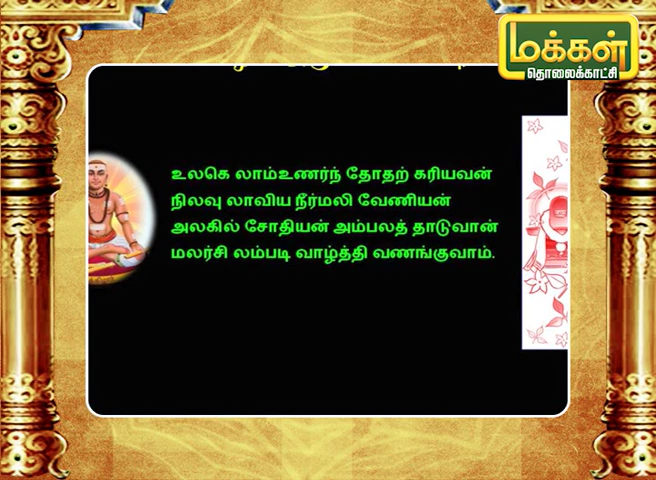 மக்கள்
தொலைக்காட்சி
உலகெ லாம்உணர்ந் தோதற் கரியவன்
நிலவு லாவிய நீர்மலி வேணியன்
அலகில் சோதியன் அம்பலத் தாடுவான்
மலர்சி லம்படி வாழ்த்தி வணங்குவாம்.